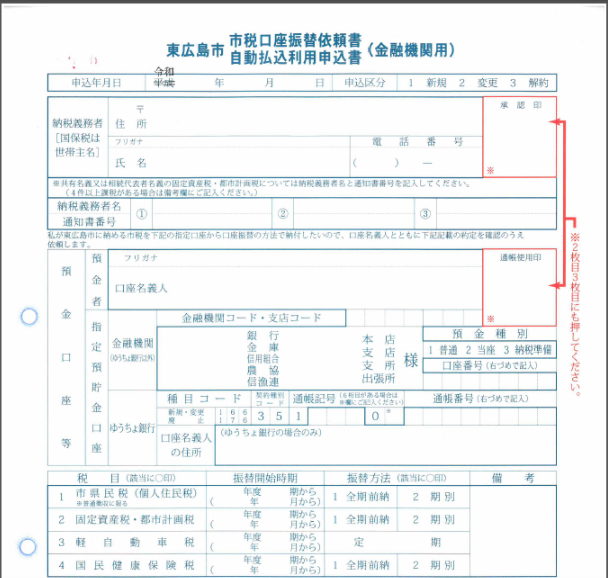 東広島市 市税口座振替依頼書 (金融機関用)
自動払込利用申込書
令和
申込年月日 平成 年 月 日 申込区分 1 新規 2 変更 3 解約
納税義務者
[国保税は
世帯主名]
〒
住所
フリガナ
氏名
電話番号
( ) ―
承認印
※
※共有名義又は相続代表者名義の固定資産税・都市計画税については納税義務者名と通知書番号を記入してください。
(4件以上課税がある場合は備考欄にご記入ください。)
納税義務者名
通知書番号
① ② ③
私が東広島市に納める市税を下記の指定口座から口座振替の方法で納付したいので、口座名義人とともに下記記載の約定を確認のうえ
依頼します。
預金口座等
預金者
フリガナ
口座名義人
通帳使用印
※
※2枚目3枚目にも押してください。
指定預貯金口座
金融機関
(ゆうちょ銀行以外)
金融機関コード・支店コード
銀行 本店
金庫 支店
信用組合 支所
農協 出張所
信漁連
様
預金種別
1 普通 2 当座 3 納税準備
口座番号(右づめで記入)
ゆうちょ銀行
種目コード 契約種別コード 通帳記号 (6桁目がある場合は※欄にご記入ください) 通帳番号(右づめで記入)
新規・変更 1 6 6
廃止 1 7 6
3 5 1 0 ※
口座名義人
の住所
(ゆうちょ銀行の場合のみ)
税目(該当に○印) 振替開始時期 振替方法(該当に○印) 備考
1 市県民税(個人住民税) 年度 期から 1 全期前納 2 期別
※普通徴収に限る ( 年 月から)
2 固定資産税・都市計画税 年度 期から 1 全期前納 2 期別
( 年 月から)
3 軽自動車税 年度 期から 定期
( 年 月から)
4 国民健康保険税 年度 期から 1 全期前納 2 期別
( 年 月から)